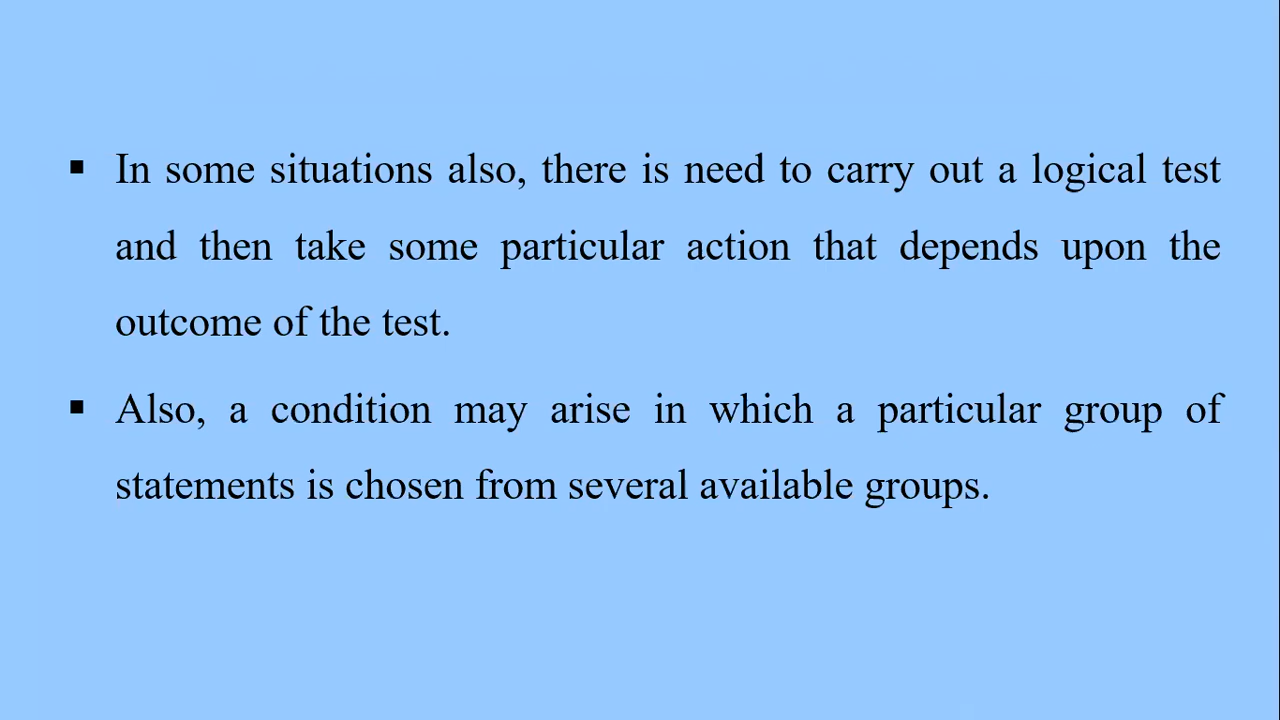 ▪ In some situations also, there is need to carry out a logical test
and then take some particular action that depends upon the
outcome of the test.
▪ Also, a condition may arise in which a particular group of
statements is chosen from several available groups.